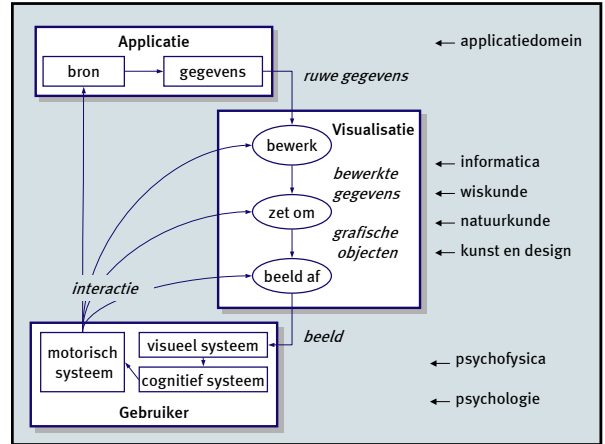 Applicatie
applicatiedomein
bron
gegevens
ruwe gegevens
Visualisatie
bewerk
bewerkte
gegevens
informatica
wiskunde
zet om
natuurkunde
grafische
objecten
kunst en design
beeld af
interactie
beeld
motorisch
systeem
visueel systeem
cognitief systeem
Gebruiker
psychofysica
psychologie